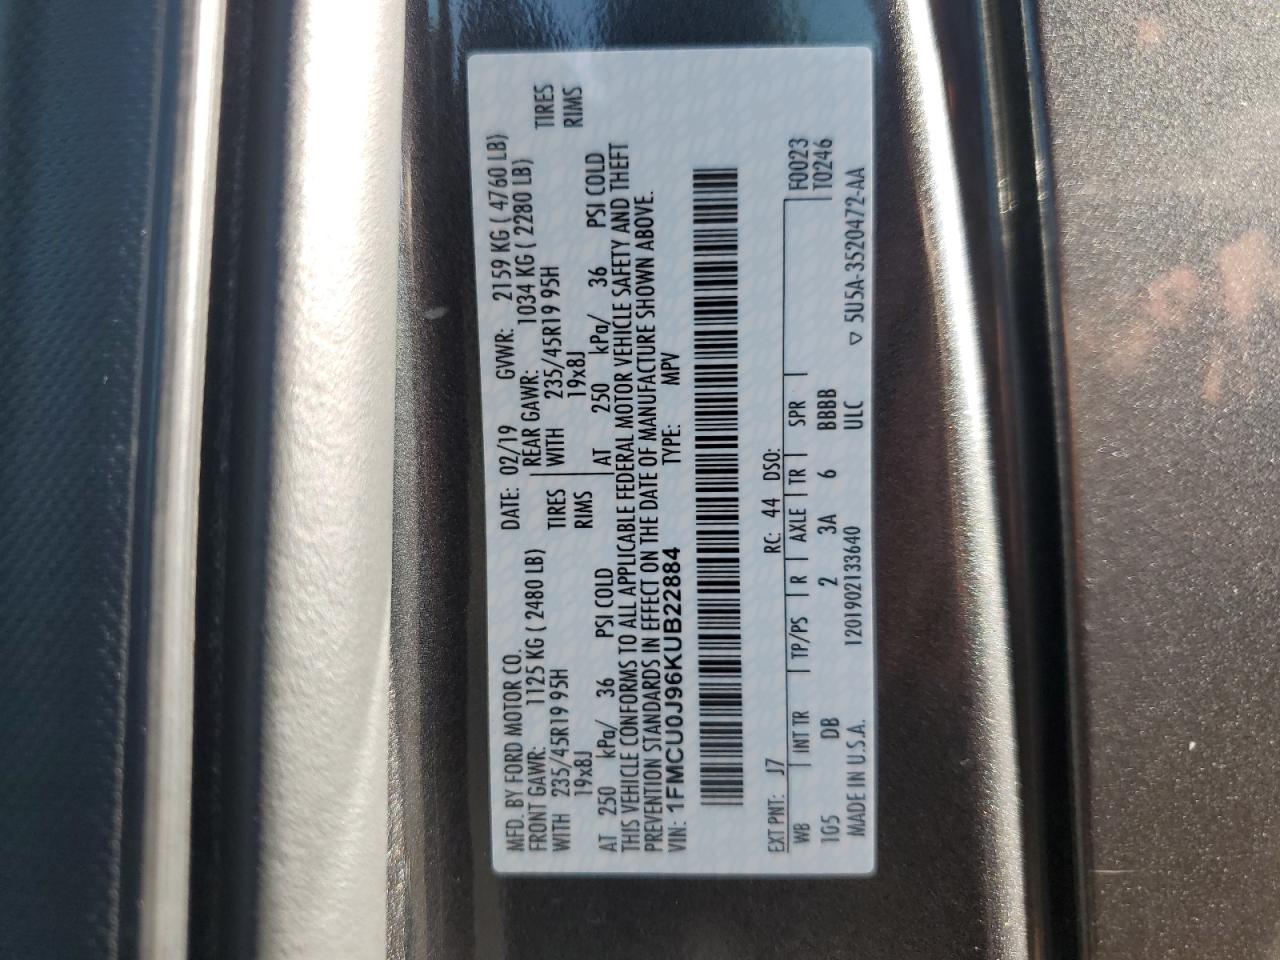 MFD. BY FORD MOTOR CO. DATE: 02/19 GVWR: 2159 KG ( 4760 LB)
FRONT GAWR: 1125 KG ( 2480 LB) REAR GAWR: 1034 KG ( 2280 LB)
WITH 235/45R19 95H TIRES WITH 235/45R19 95H TIRES
19x8J RIMS 19x8J RIMS
AT 250 kPa/ 36 PSI COLD AT 250 kPa/ 36 PSI COLD
THIS VEHICLE CONFORMS TO ALL APPLICABLE FEDERAL MOTOR VEHICLE SAFETY AND THEFT
PREVENTION STANDARDS IN EFFECT ON THE DATE OF MANUFACTURE SHOWN ABOVE.
VIN: 1FMCU0J96KUB22884 TYPE: MPV
EXT PNT: J7 RC: 44 DSO:
WB INT TR TP/PS R AXLE TR SPR F0023
TG5 DB 2 3A 6 BBBB T0246
MADE IN U.S.A. 1201902133640 ULC ▽ 5U5A-3520472-AA